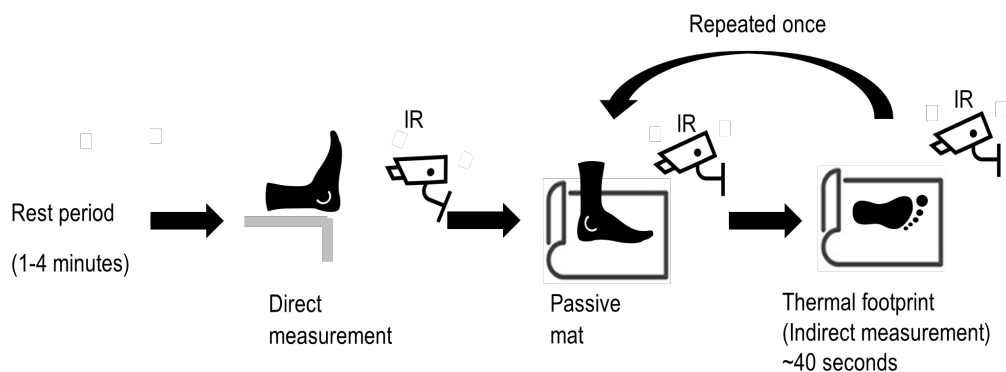 Repeated once
IR
IR
IR
Rest period
(1-4 minutes)
Direct
measurement
Passive
mat
Thermal footprint
(Indirect measurement)
~40 seconds